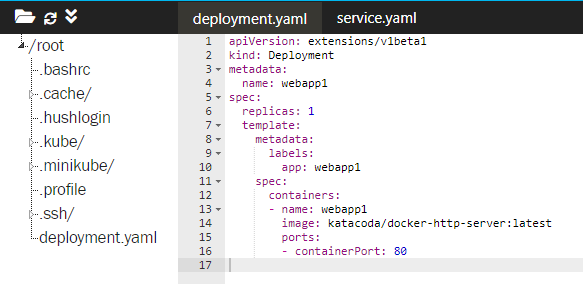 deployment.yaml service.yaml
/root
.bashrc
.cache/
.hushlogin
.kube/
.minikube/
.profile
.ssh/
deployment.yaml
1 apiVersion: extensions/v1beta1
2 kind: Deployment
3 metadata:
4   name: webapp1
5 spec:
6   replicas: 1
7   template:
8     metadata:
9       labels:
10         app: webapp1
11     spec:
12       containers:
13       - name: webapp1
14         image: katacoda/docker-http-server:latest
15         ports:
16         - containerPort: 80
17